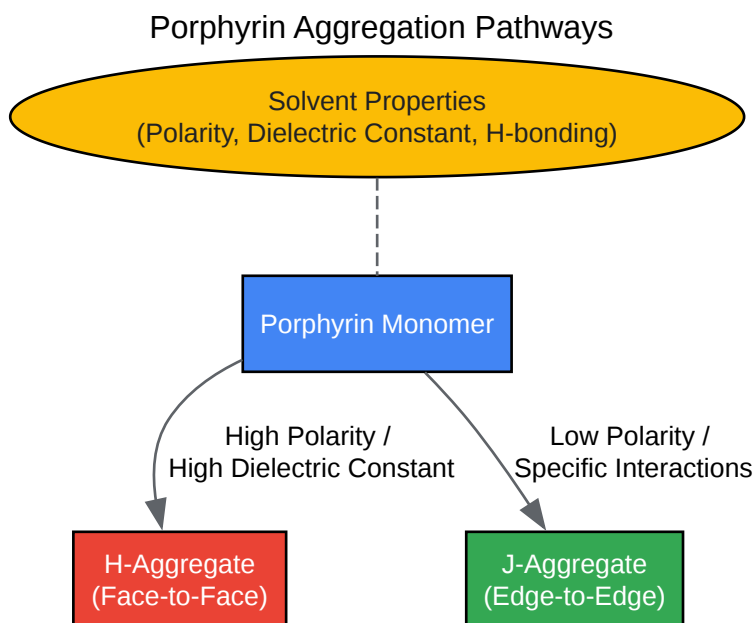 Porphyrin Aggregation Pathways
Solvent Properties
(Polarity, Dielectric Constant, H-bonding)
Porphyrin Monomer
High Polarity /
High Dielectric Constant
Low Polarity /
Specific Interactions
H-Aggregate
(Face-to-Face)
J-Aggregate
(Edge-to-Edge)